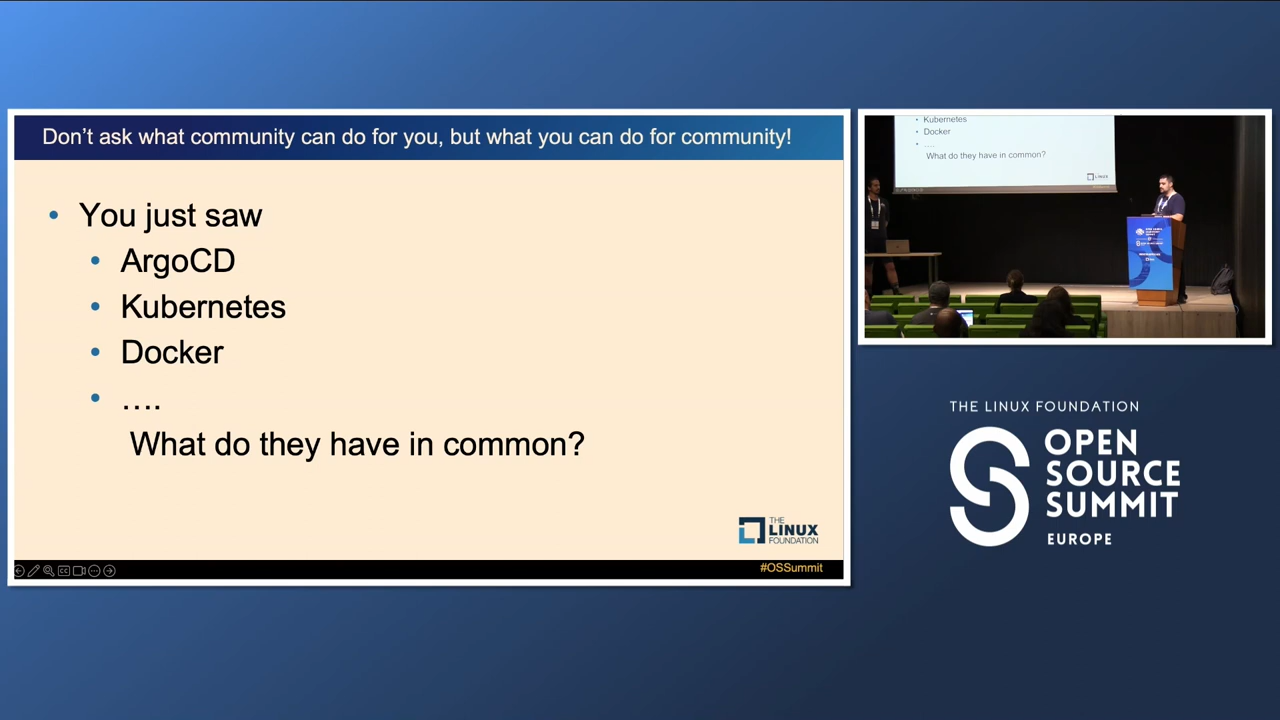 Don't ask what community can do for you, but what you can do for community!
• You just saw
• ArgoCD
• Kubernetes
• Docker
• ....
What do they have in common?
THE
LINUX
FOUNDATION
#OSSummit
• Kubernetes
• Docker
• ....
What do they have in common?
THE LINUX FOUNDATION
OPEN
SOURCE
SUMMIT
EUROPE